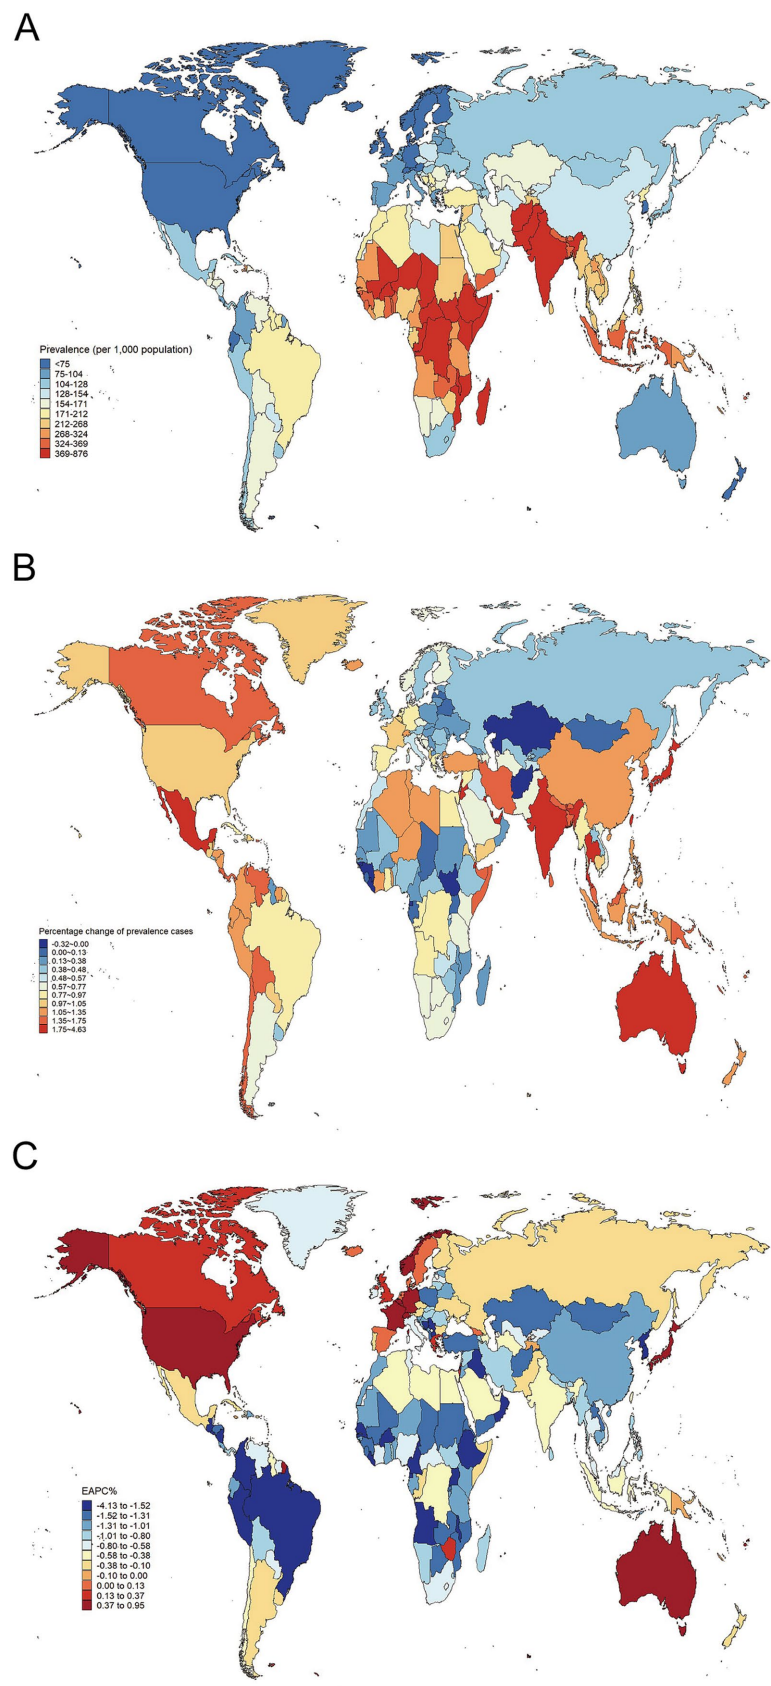 A
Prevalence (per 1,000 population)
<75
75-104
104-128
128-154
154-171
171-212
212-268
268-324
324-369
369-876
B
Percentage change of prevalence cases
-0.32~0.00
0.00~0.13
0.13~0.38
0.38~0.48
0.48~0.57
0.57~0.77
0.77~0.97
0.97~1.05
1.05~1.35
1.35~1.75
1.75~4.63
C
EAPC%
-4.13 to -1.52
-1.52 to -1.31
-1.31 to -1.01
-1.01 to -0.80
-0.80 to -0.58
-0.58 to -0.38
-0.38 to -0.10
-0.10 to 0.00
0.00 to 0.13
0.13 to 0.37
0.37 to 0.95